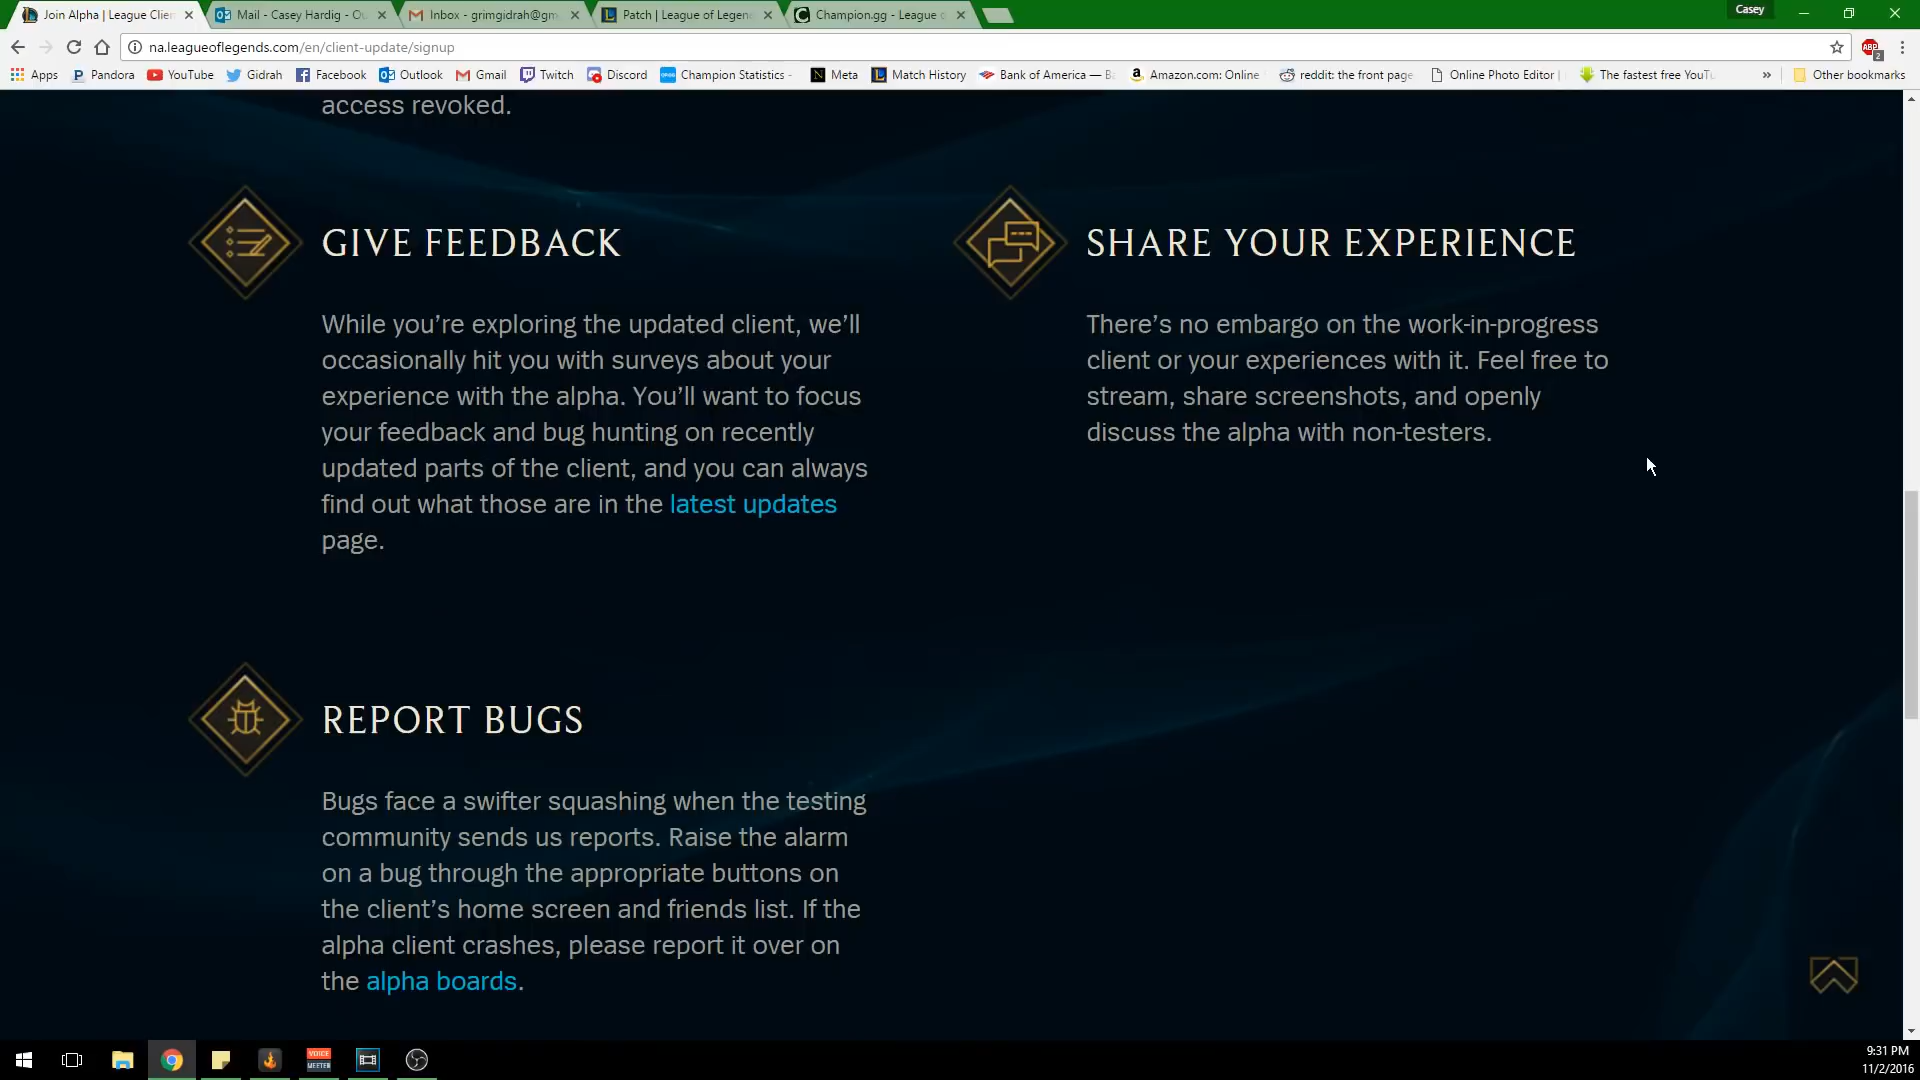 Join Alpha | League Clien
Mail - Casey Hardig - Ou
Inbox - grimgidrah@gm
Patch | League of Legen
Champion.gg - League o
Casey
na.leagueoflegends.com/en/client-update/signup
ABP
2
Apps
Pandora
YouTube
Gidrah
Facebook
Outlook
Gmail
Twitch
Discord
Champion Statistics -
Meta
Match History
Bank of America — B
Amazon.com: Online
reddit: the front page
Online Photo Editor |
The fastest free YouTu
»
Other bookmarks
access revoked.
GIVE FEEDBACK
While you’re exploring the updated client, we’ll
occasionally hit you with surveys about your
experience with the alpha. You’ll want to focus
your feedback and bug hunting on recently
updated parts of the client, and you can always
find out what those are in the latest updates
page.
SHARE YOUR EXPERIENCE
There’s no embargo on the work-in-progress
client or your experiences with it. Feel free to
stream, share screenshots, and openly
discuss the alpha with non-testers.
REPORT BUGS
Bugs face a swifter squashing when the testing
community sends us reports. Raise the alarm
on a bug through the appropriate buttons on
the client’s home screen and friends list. If the
alpha client crashes, please report it over on
the alpha boards.
VOICE
MEETER
9:31 PM
11/2/2016